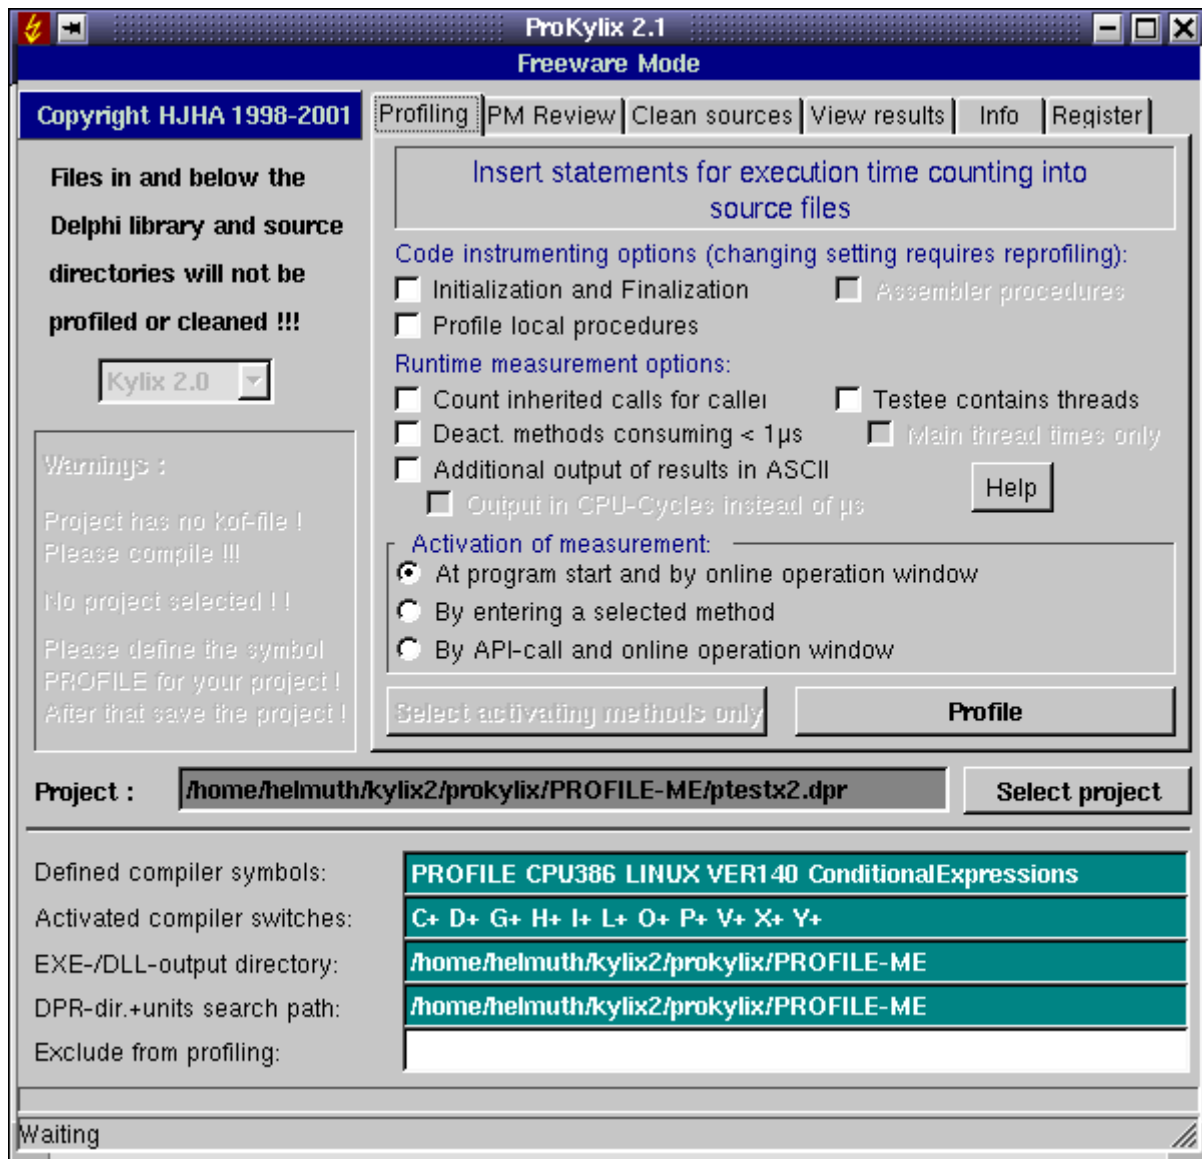 ProKylix 2.1
Freeware Mode
Copyright HJHA 1998-2001
Profiling
PM Review
Clean sources
View results
Info
Register
Files in and below the
Delphi library and source
directories will not be
profiled or cleaned !!!
Kylix 2.0
Warnings :
Project has no kof-file !
Please compile !!!
No project selected ! !
Please define the symbol
PROFILE for your project !
After that save the project !
Insert statements for execution time counting into
source files
Code instrumenting options (changing setting requires reprofiling):
Initialization and Finalization
Assembler procedures
Profile local procedures
Runtime measurement options:
Count inherited calls for caller
Testee contains threads
Deact. methods consuming < 1µs
Main thread times only
Additional output of results in ASCII
Output in CPU-Cycles instead of µs
Help
Activation of measurement:
At program start and by online operation window
By entering a selected method
By API-call and online operation window
Select activating methods only
Profile
Project :
/home/helmuth/kylix2/prokylix/PROFILE-ME/ptestx2.dpr
Select project
Defined compiler symbols:
PROFILE CPU386 LINUX VER140 ConditionalExpressions
Activated compiler switches:
C+ D+ G+ H+ I+ L+ O+ P+ V+ X+ Y+
EXE-/DLL-output directory:
/home/helmuth/kylix2/prokylix/PROFILE-ME
DPR-dir.+units search path:
/home/helmuth/kylix2/prokylix/PROFILE-ME
Exclude from profiling:
Waiting